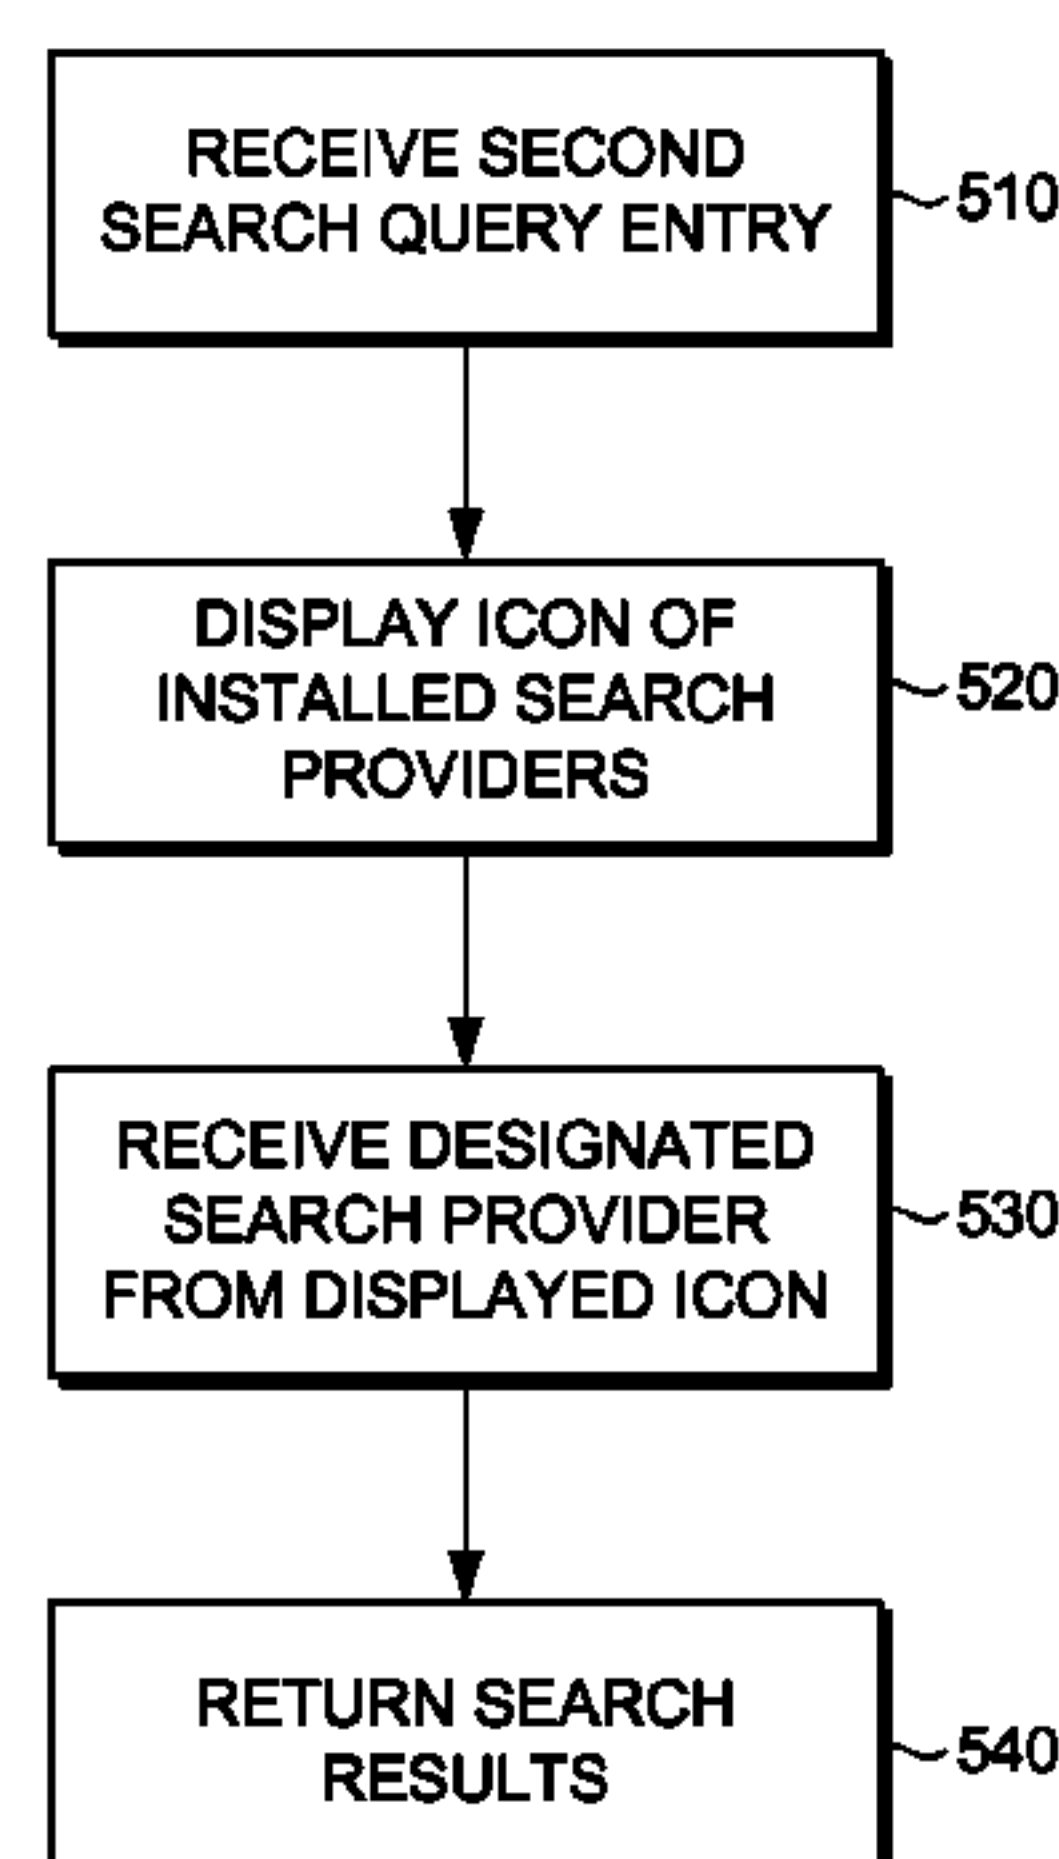 RECEIVE SECOND
SEARCH QUERY ENTRY
510
DISPLAY ICON OF
INSTALLED SEARCH
PROVIDERS
520
RECEIVE DESIGNATED
SEARCH PROVIDER
FROM DISPLAYED ICON
530
RETURN SEARCH
RESULTS
540